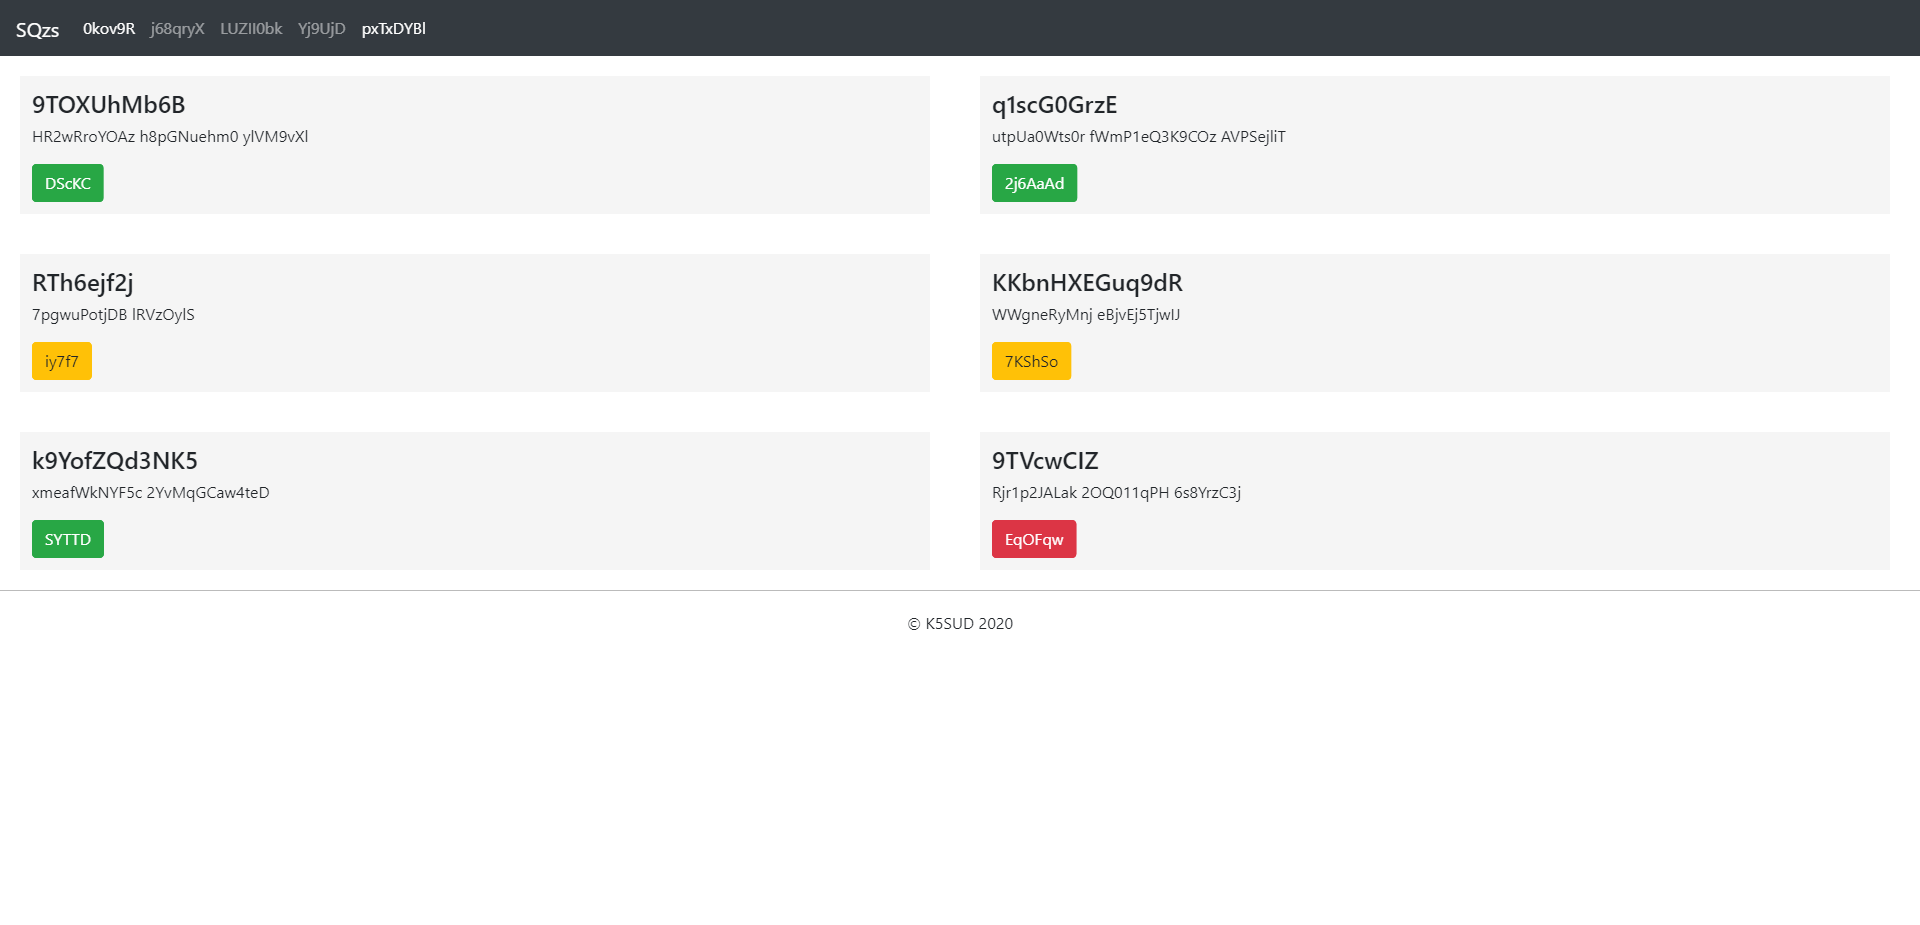 SQzs 0kov9R j68qryX LUZII0bk Yj9UjD pxTxDYBl
9TOXUhMb6B
HR2wRroYOAz h8pGNuehm0 ylVM9vXl
DScKC
q1scG0GrzE
utpUa0Wts0r fWmP1eQ3K9COz AVPSejliT
2j6AaAd
RTh6ejf2j
7pgwuPotjDB lRVzOylS
iy7f7
KKbnHXEGuq9dR
WWgneRyMnj eBjvEj5TjwIJ
7KShSo
k9YofZQd3NK5
xmeafWkNYF5c 2YvMqGCaw4teD
SYTTD
9TVcwCIZ
Rjr1p2JALak 2OQ011qPH 6s8YrzC3j
EqOFqw
© K5SUD 2020